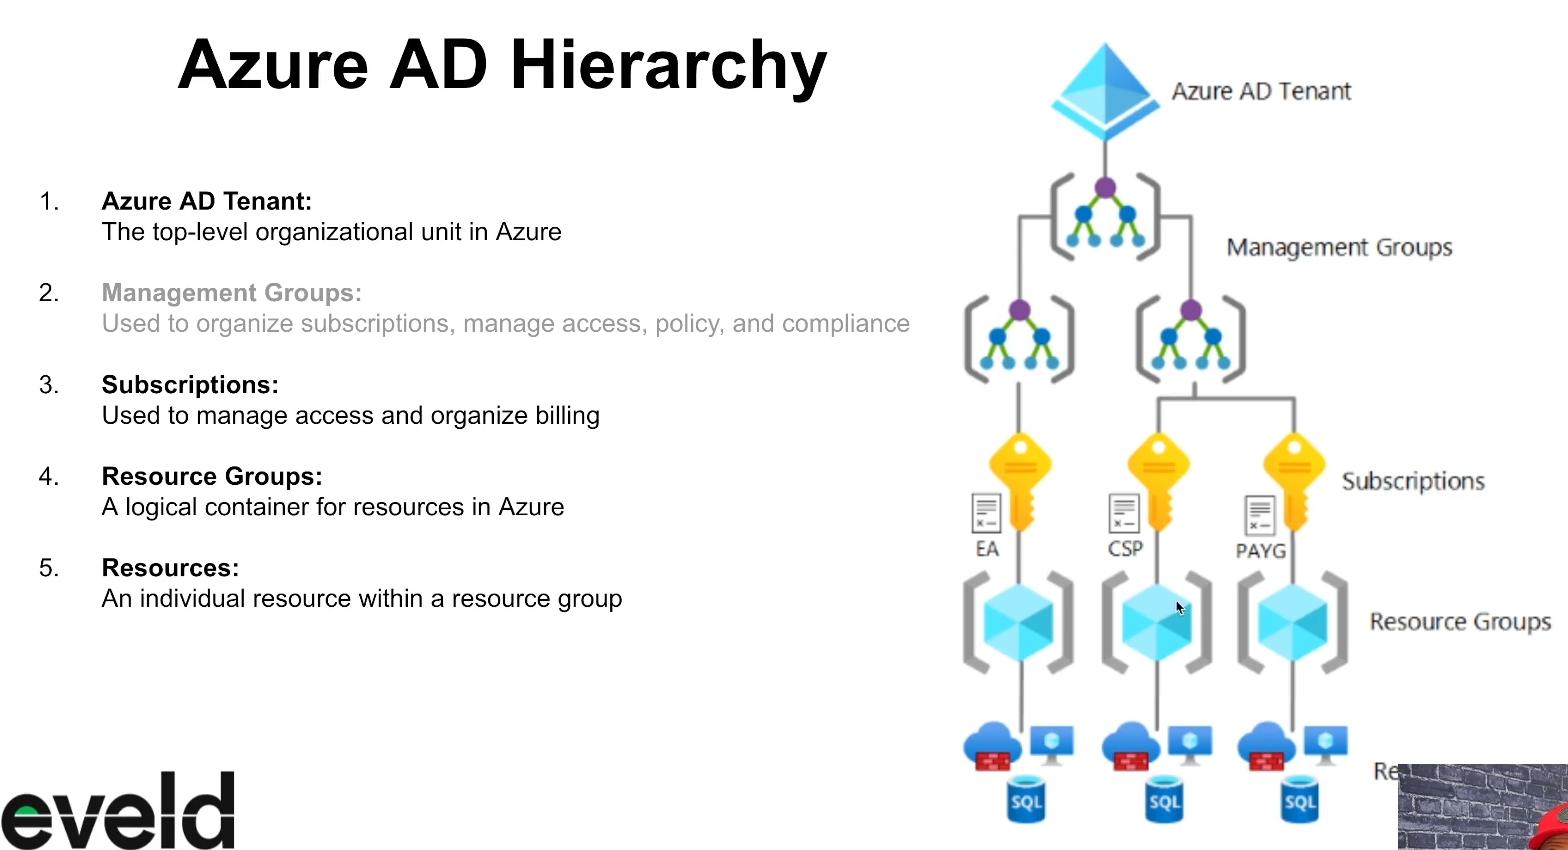 Azure AD Hierarchy
1. Azure AD Tenant:
The top-level organizational unit in Azure
2. Management Groups:
Used to organize subscriptions, manage access, policy, and compliance
3. Subscriptions:
Used to manage access and organize billing
4. Resource Groups:
A logical container for resources in Azure
5. Resources:
An individual resource within a resource group
Azure AD Tenant
Management Groups
Subscriptions
EA
CSP
PAYG
Resource Groups
Re
SQL
SQL
SQL
eveld